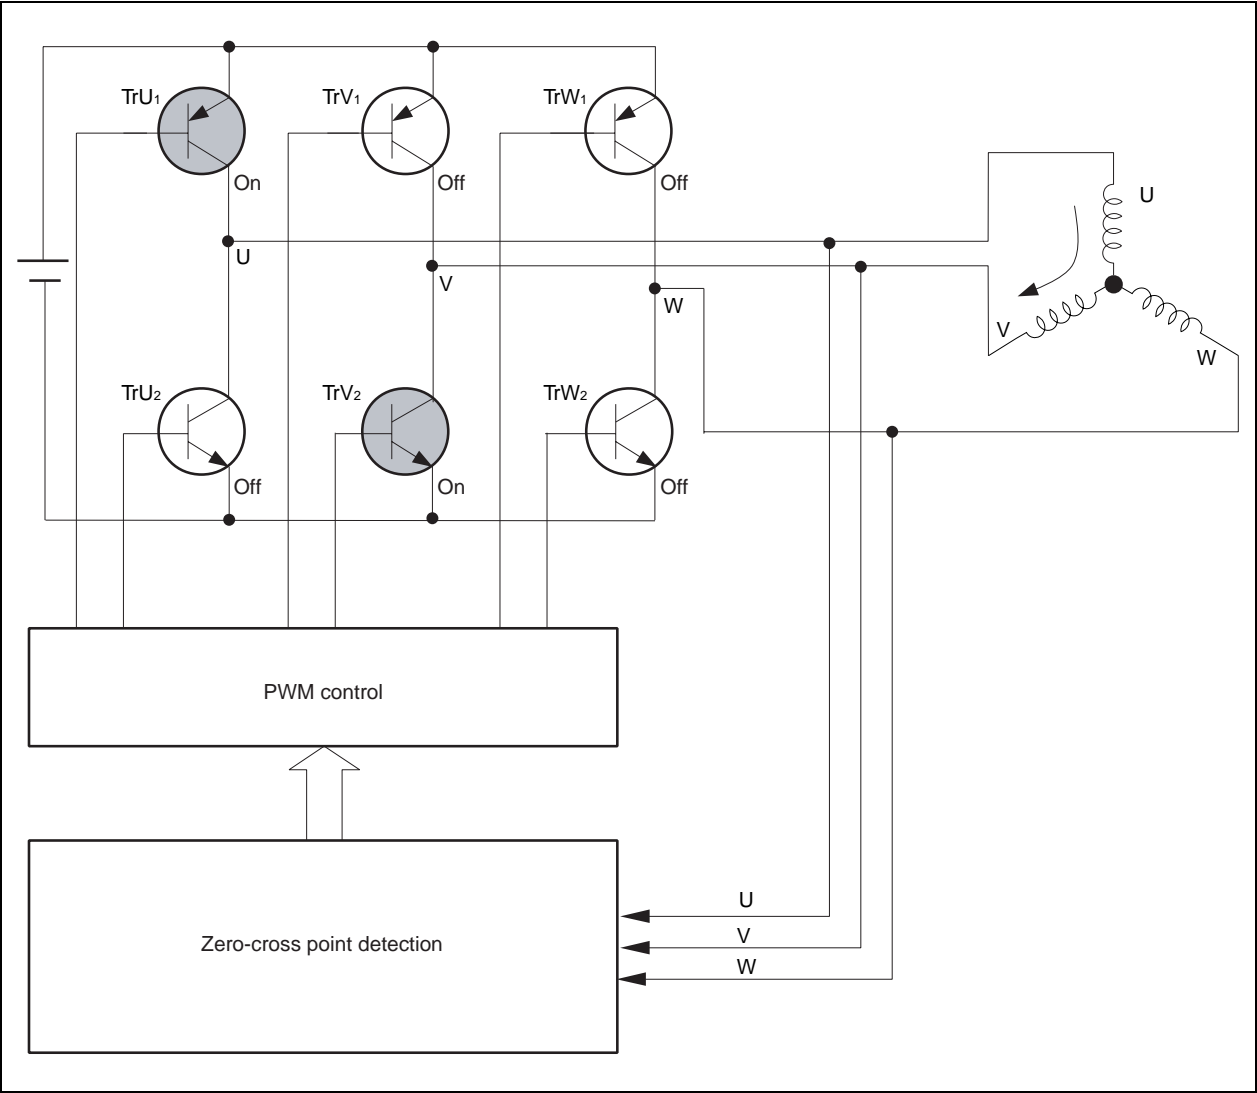 TrU1
TrV1
TrW1
On
Off
Off
U
U
V
W
V
W
TrU2
TrV2
TrW2
Off
On
Off
PWM control
U
Zero-cross point detection
V
W